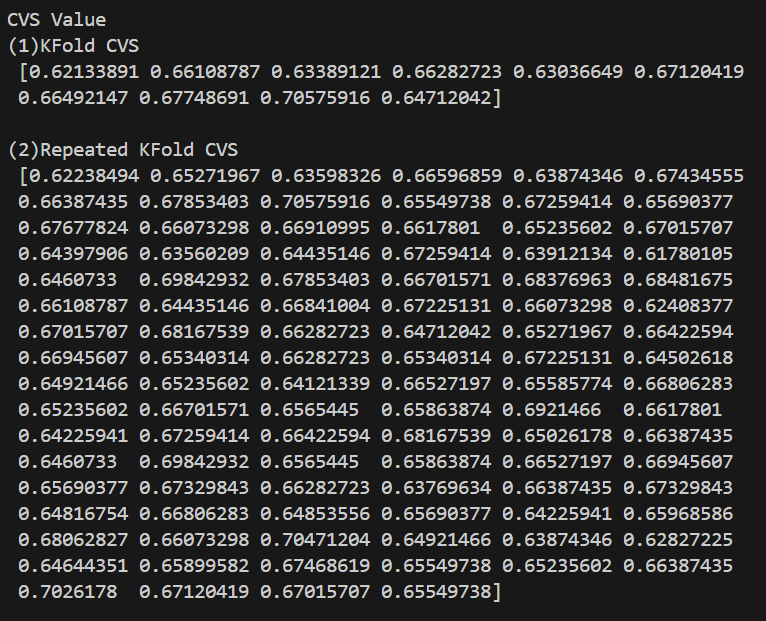 CVS Value
(1)KFold CVS
[0.62133891 0.66108787 0.63389121 0.66282723 0.63036649 0.67120419
0.66492147 0.67748691 0.70575916 0.64712042]
(2)Repeated KFold CVS
[0.62238494 0.65271967 0.63598326 0.66596859 0.63874346 0.67434555
0.66387435 0.67853403 0.70575916 0.65549738 0.67259414 0.65690377
0.67677824 0.66073298 0.66910995 0.6617801  0.65235602 0.67015707
0.64397906 0.63560209 0.64435146 0.67259414 0.63912134 0.61780105
0.6460733  0.69842932 0.67853403 0.66701571 0.68376963 0.68481675
0.66108787 0.64435146 0.66841004 0.67225131 0.66073298 0.62408377
0.67015707 0.68167539 0.66282723 0.64712042 0.65271967 0.66422594
0.66945607 0.65340314 0.66282723 0.65340314 0.67225131 0.64502618
0.64921466 0.65235602 0.64121339 0.66527197 0.65585774 0.66806283
0.65235602 0.66701571 0.6565445  0.65863874 0.6921466  0.6617801
0.64225941 0.67259414 0.66422594 0.68167539 0.65026178 0.66387435
0.6460733  0.69842932 0.6565445  0.65863874 0.66527197 0.66945607
0.65690377 0.67329843 0.66282723 0.63769634 0.66387435 0.67329843
0.64816754 0.66806283 0.64853556 0.65690377 0.64225941 0.65968586
0.68062827 0.66073298 0.70471204 0.64921466 0.63874346 0.62827225
0.64644351 0.65899582 0.67468619 0.65549738 0.65235602 0.66387435
0.7026178  0.67120419 0.67015707 0.65549738]